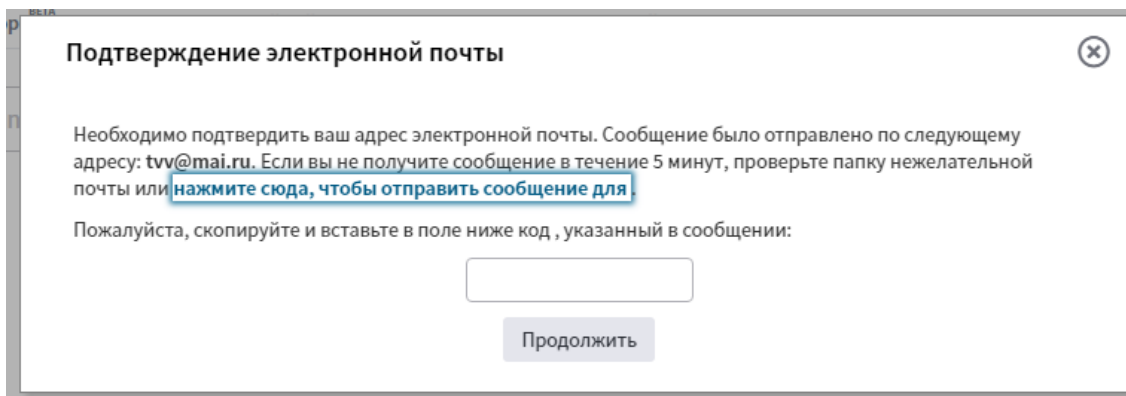 BETA
р
Подтверждение электронной почты
n
Необходимо подтвердить ваш адрес электронной почты. Сообщение было отправлено по следующему
адресу: tvv@mai.ru. Если вы не получите сообщение в течение 5 минут, проверьте папку нежелательной
почты или нажмите сюда, чтобы отправить сообщение для .
Пожалуйста, скопируйте и вставьте в поле ниже код , указанный в сообщении:
Продолжить